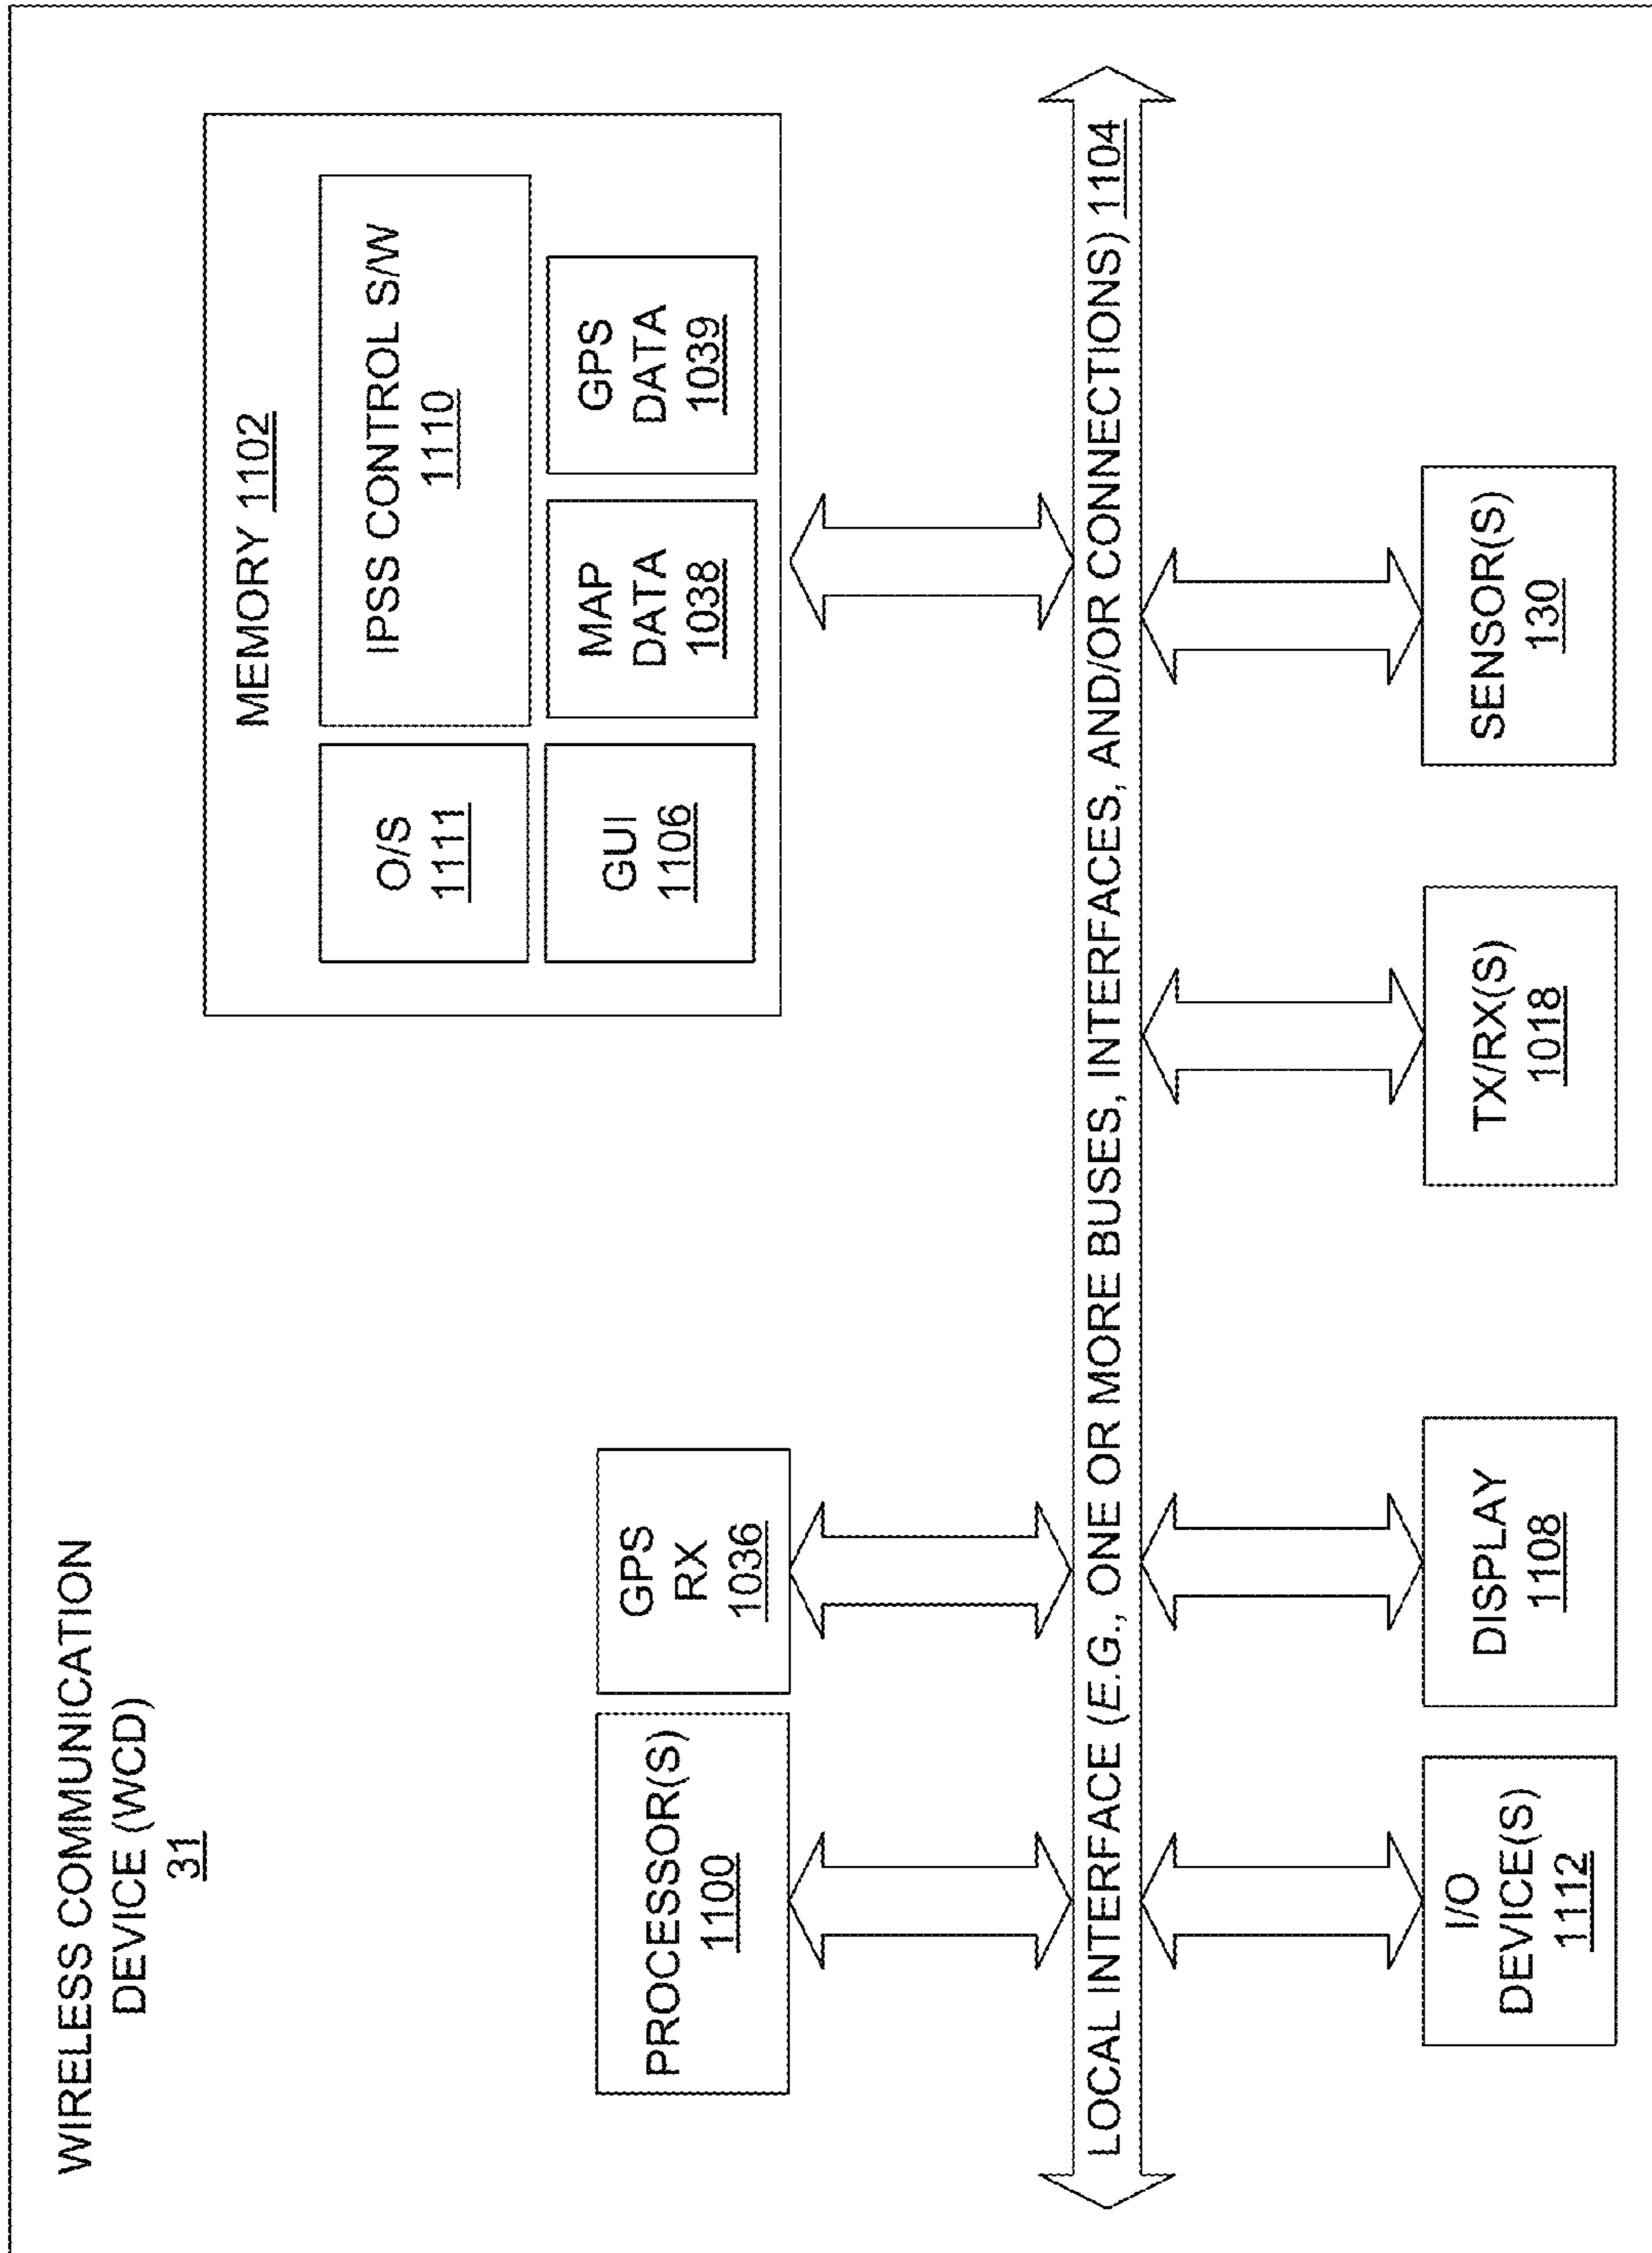 WIRELESS COMMUNICATION
DEVICE (WCD)
31
MEMORY 1102
O/S
1111
IPSS CONTROL S/W
1110
GUI
1106
MAP
DATA
1038
GPS
DATA
1039
PROCESSOR(S)
1100
GPS
RX
1036
LOCAL INTERFACE (E.G., ONE OR MORE BUSES, INTERFACES, AND/OR CONNECTIONS) 1104
I/O
DEVICE(S)
1112
DISPLAY
1108
TX/RX(S)
1018
SENSOR(S)
130